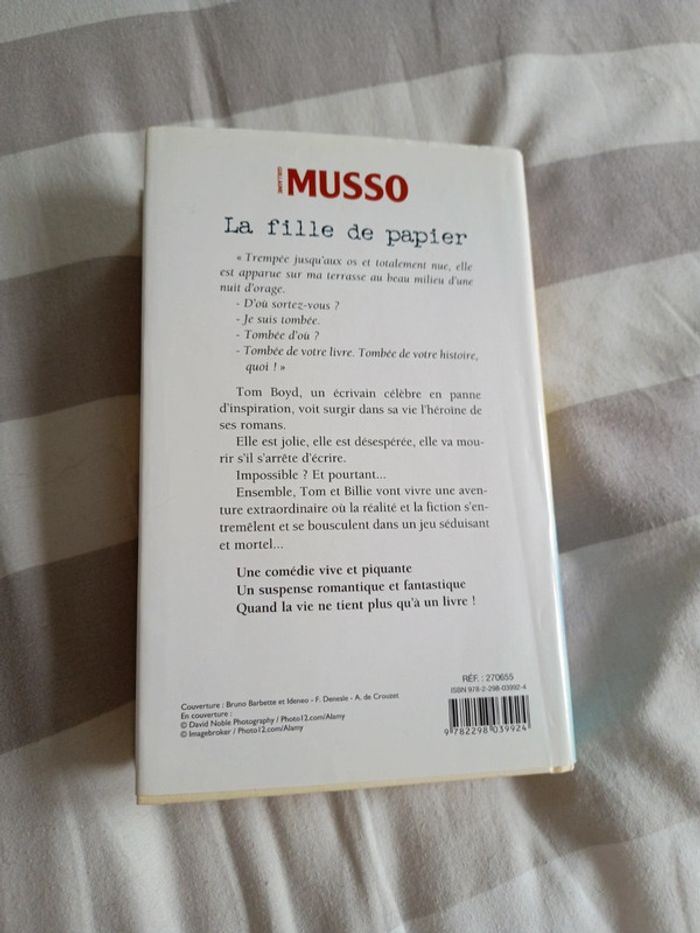 GUILLAUME MUSSO
La fille de papier
« Trempée jusqu'aux os et totalement nue, elle
est apparue sur ma terrasse au beau milieu d'une
nuit d'orage.
- D'où sortez-vous ?
- Je suis tombée.
- Tombée d'où ?
- Tombée de votre livre. Tombée de votre histoire,
quoi ! »
Tom Boyd, un écrivain célèbre en panne
d'inspiration, voit surgir dans sa vie l'héroïne de
ses romans.
Elle est jolie, elle est désespérée, elle va mou-
rir s'il s'arrête d'écrire.
Impossible ? Et pourtant...
Ensemble, Tom et Billie vont vivre une aven-
ture extraordinaire où la réalité et la fiction s'en-
tremêlent et se bousculent dans un jeu séduisant
et mortel...
Une comédie vive et piquante
Un suspense romantique et fantastique
Quand la vie ne tient plus qu'à un livre !
Couverture : Bruno Barbette et Ideneo - F. Denesle - A. de Crouzet
En couverture :
© David Noble Photography / Photo12.com/Alamy
© Imagebroker / Photo12.com/Alamy
RÉF. : 270655
ISBN 978-2-298-03992-4
9 782298 039924